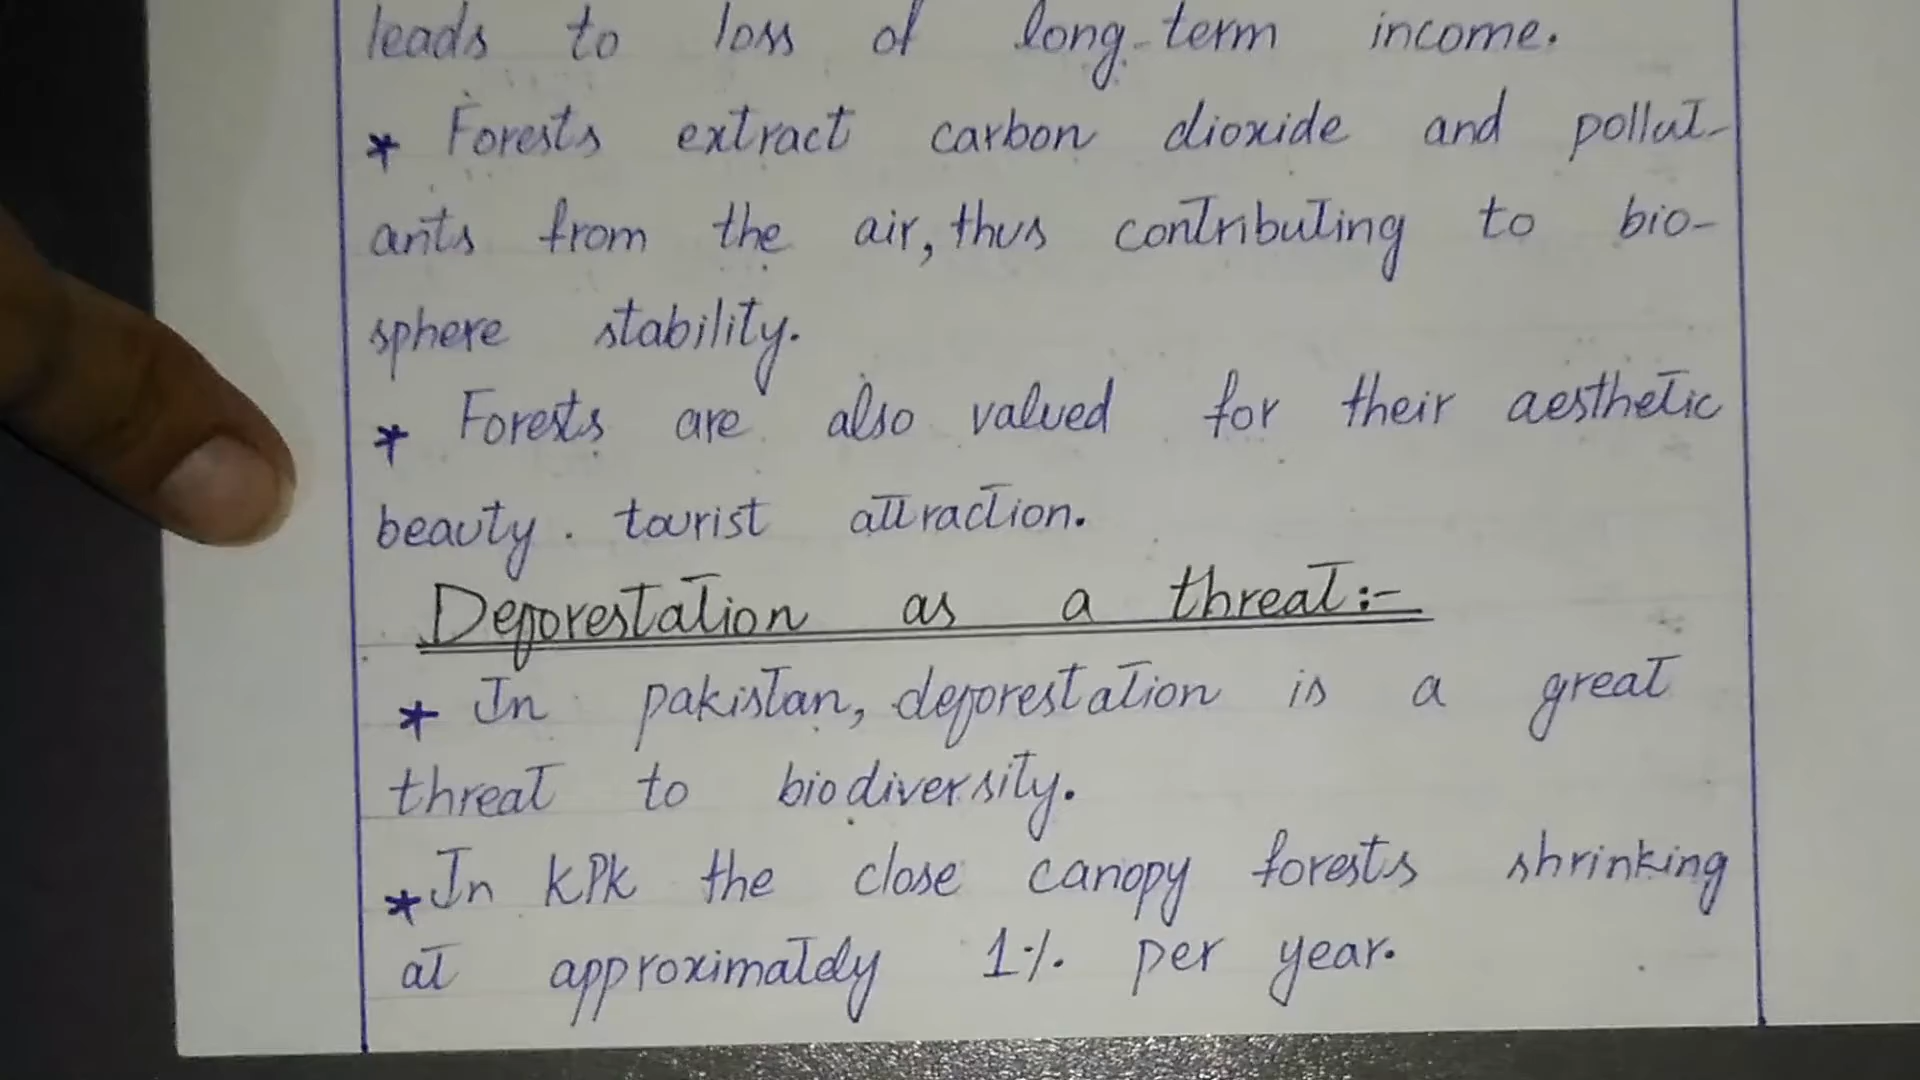 leads to loss of long-term income.
* Forests extract carbon dioxide and pollut-
ants from the air, thus contributing to bio-
sphere stability.
* Forests are also valued for their aesthetic
beauty. tourist attraction.
Deforestation as a threat:-
* In pakistan, deforestation is a great
threat to biodiversity.
* In KPK the close canopy forests shrinking
at approximatdy 1% per year.